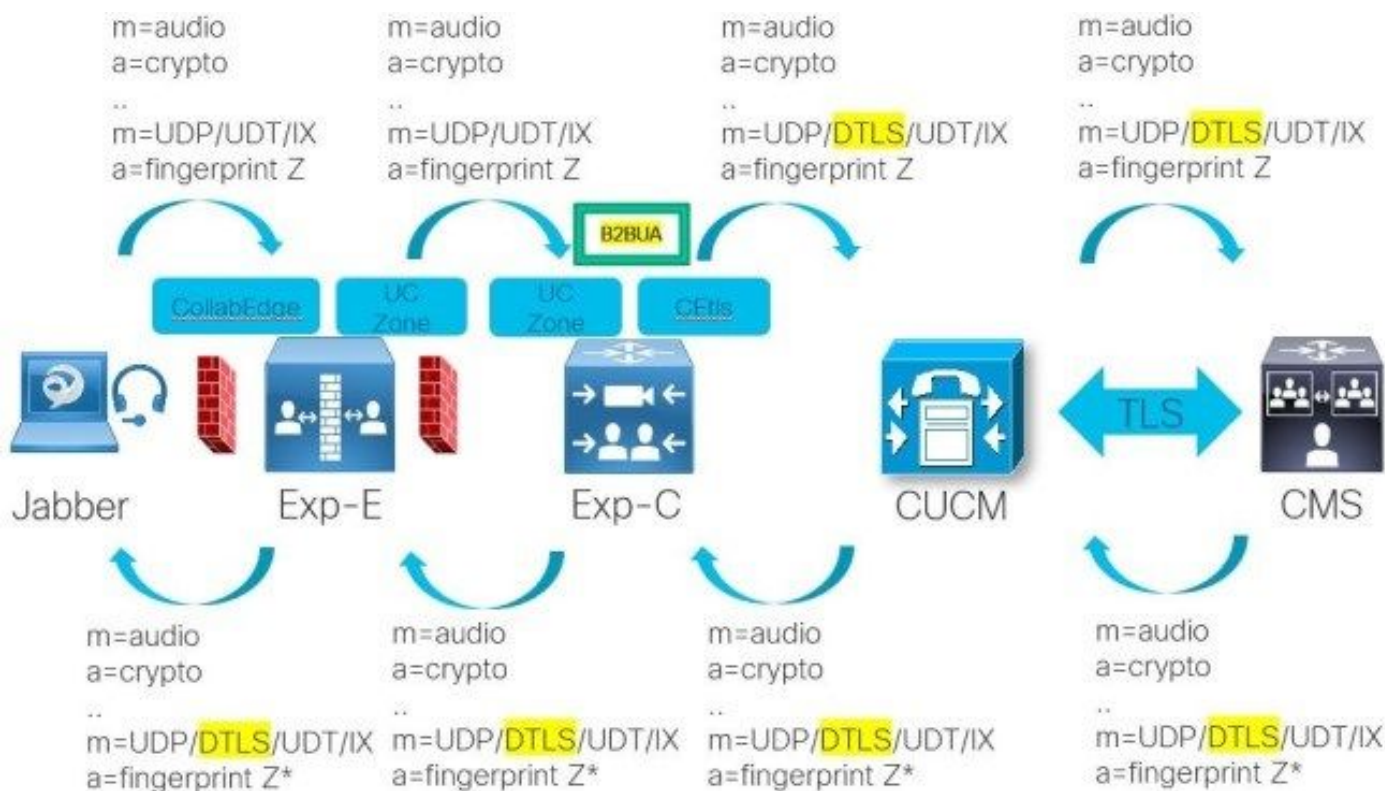 m=audio
a=crypto
..
m=UDP/UDT/IX
a=fingerprint Z
m=audio
a=crypto
..
m=UDP/UDT/IX
a=fingerprint Z
m=audio
a=crypto
..
m=UDP/DTLS/UDT/IX
a=fingerprint Z
m=audio
a=crypto
..
m=UDP/DTLS/UDT/IX
a=fingerprint Z
B2BUA
CollabEdge
UC
Zone
UC
Zone
CEtls
TLS
Jabber
Exp-E
Exp-C
CUCM
CMS
m=audio
a=crypto
..
m=UDP/DTLS/UDT/IX
a=fingerprint Z*
m=audio
a=crypto
..
m=UDP/DTLS/UDT/IX
a=fingerprint Z*
m=audio
a=crypto
..
m=UDP/DTLS/UDT/IX
a=fingerprint Z*
m=audio
a=crypto
..
m=UDP/DTLS/UDT/IX
a=fingerprint Z*